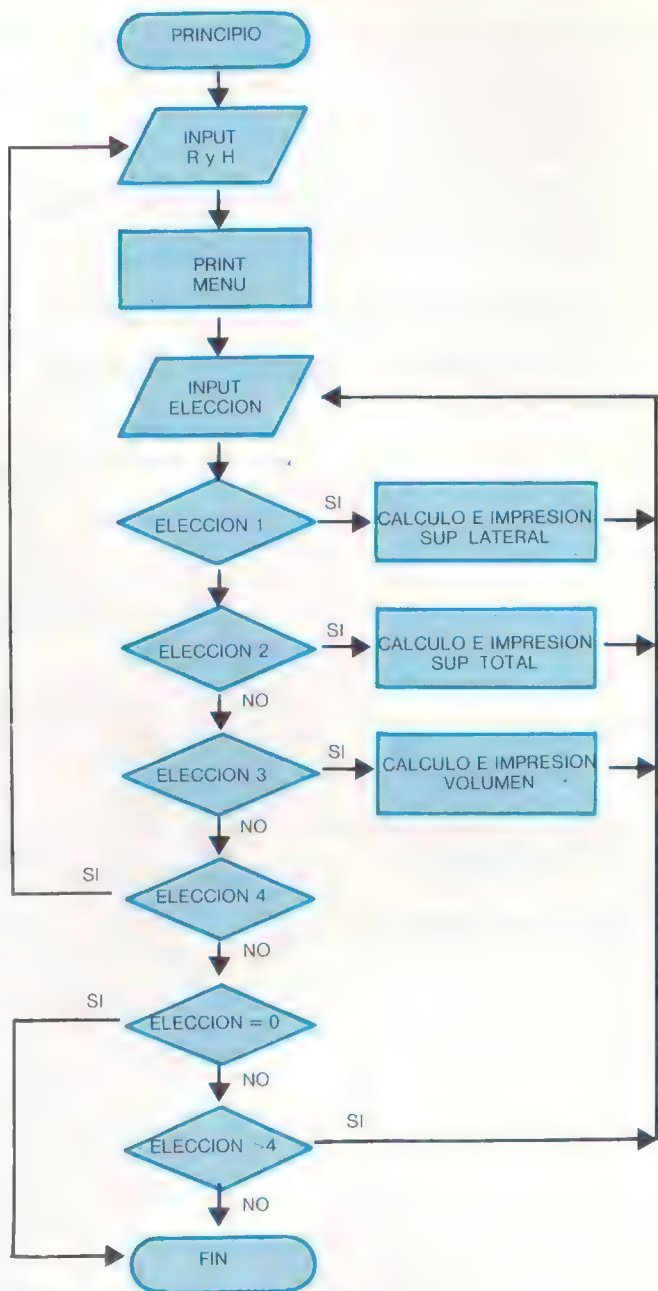 PRINCIPIO
INPUT
R y H
PRINT
MENU
INPUT
ELECCION
ELECCION 1
SI
CALCULO E IMPRESION
SUP LATERAL
ELECCION 2
SI
CALCULO E IMPRESION
SUP TOTAL
NO
ELECCION 3
SI
CALCULO E IMPRESION
VOLUMEN
NO
SI
ELECCION 4
NO
SI
ELECCION = 0
NO
ELECCION >4
SI
NO
FIN